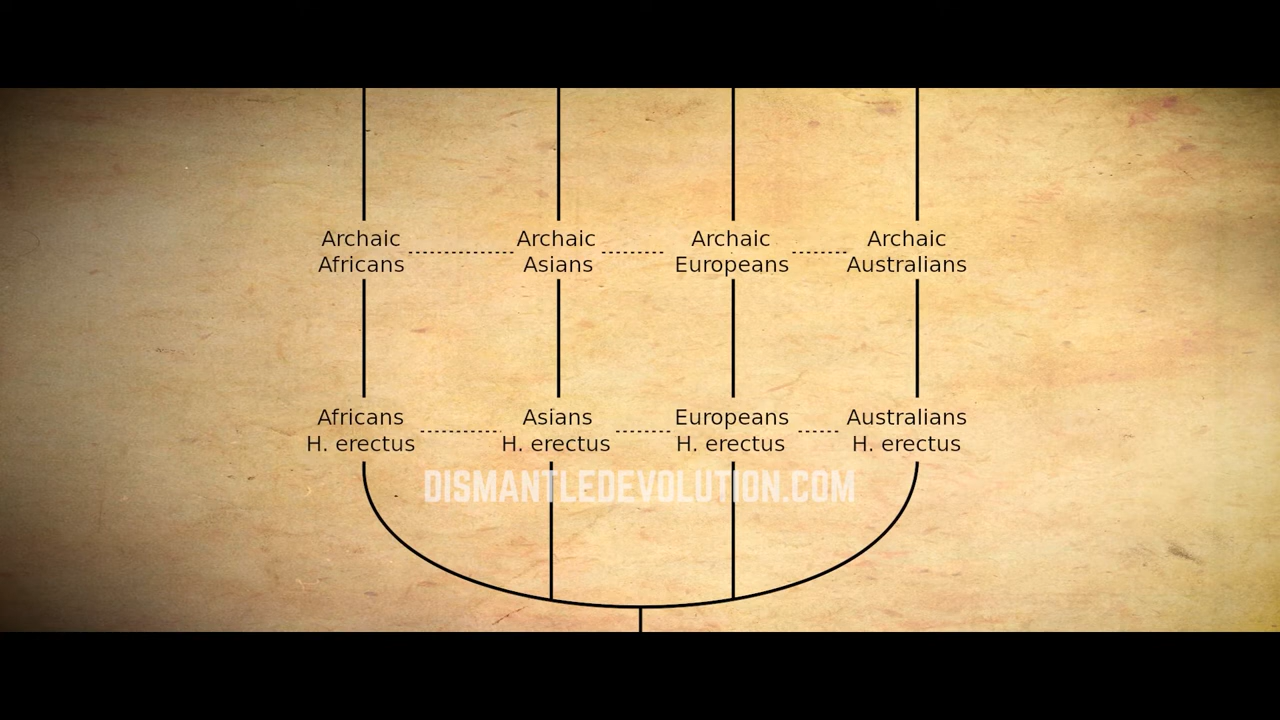 Archaic Africans
Archaic Asians
Archaic Europeans
Archaic Australians
Africans H. erectus
Asians H. erectus
Europeans H. erectus
Australians H. erectus
DISMANTLEDEVOLUTION.COM